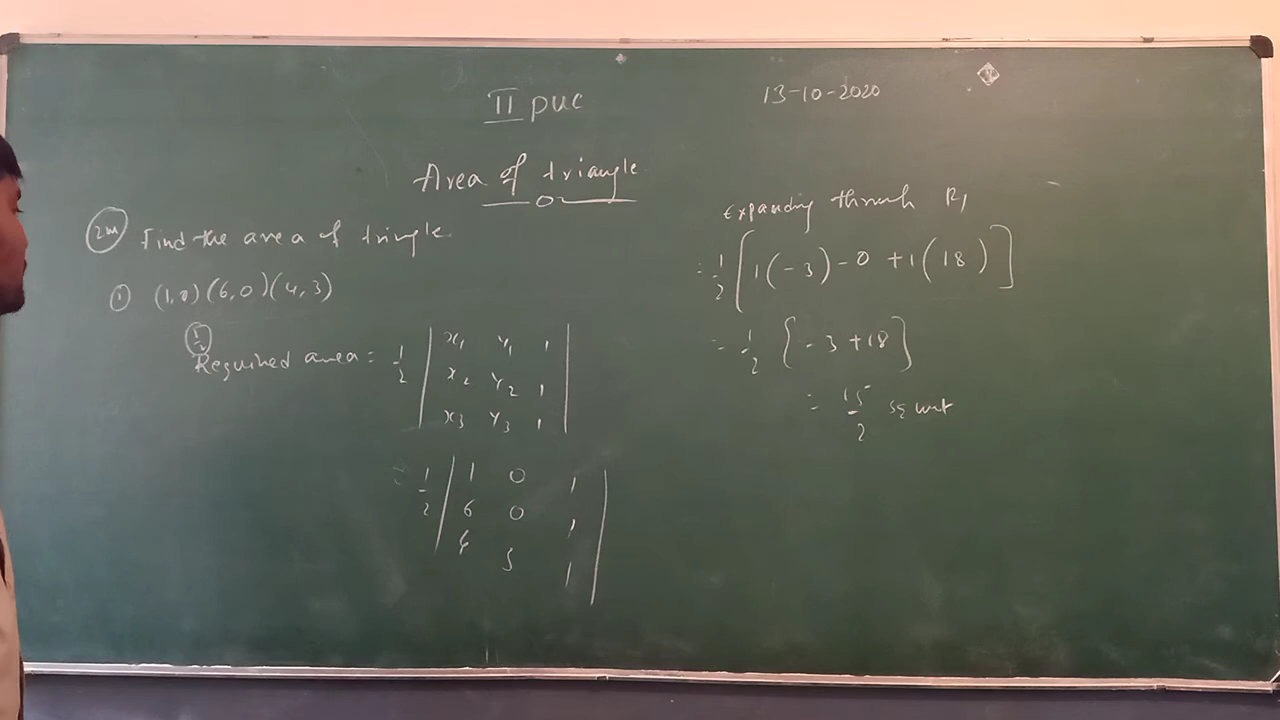 II puc
13-10-2020
Area of triangle
2m Find the area of tringle
① (1,0)(6,0)(4,3)
1/2
Required area = 1/2 | x₁ y₁ 1
x₂ y₂ 1
x₃ y₃ 1 |
= 1/2 | 1 0 1
6 0 1
4 3 1 |
Expanding through R₁
= 1/2 [1(-3) - 0 + 1(18)]
= 1/2 [-3 + 18]
= 15/2 sq unit